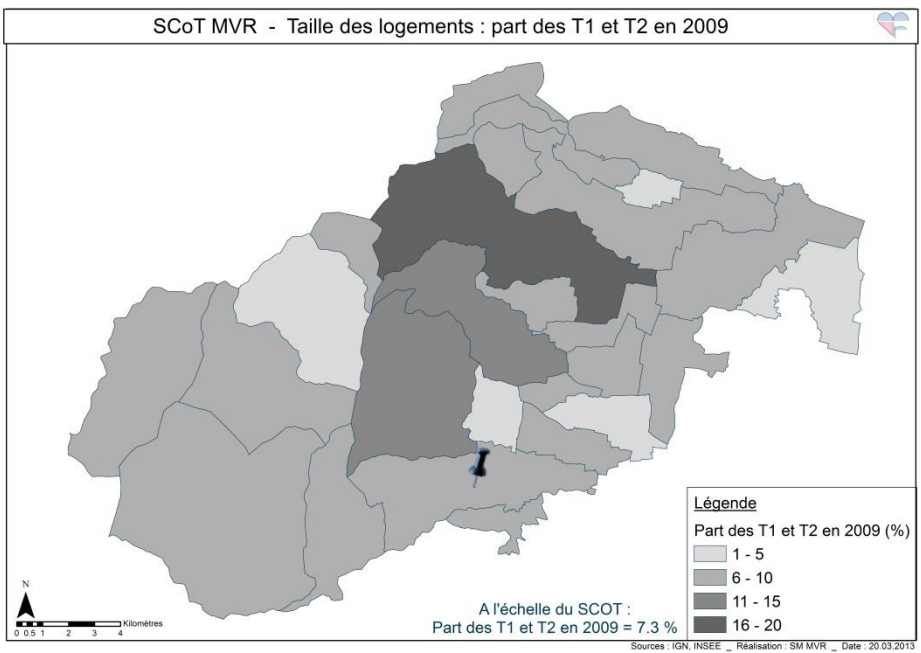 SCoT MVR - Taille des logements : part des T1 et T2 en 2009
Légende
Part des T1 et T2 en 2009 (%)
1 - 5
6 - 10
11 - 15
16 - 20
N
Kilomètres
0 0.5 1 2 3 4
A l'échelle du SCOT :
Part des T1 et T2 en 2009 = 7.3 %
Sources : IGN, INSEE _ Réalisation : SM MVR _ Date : 20.03.2013